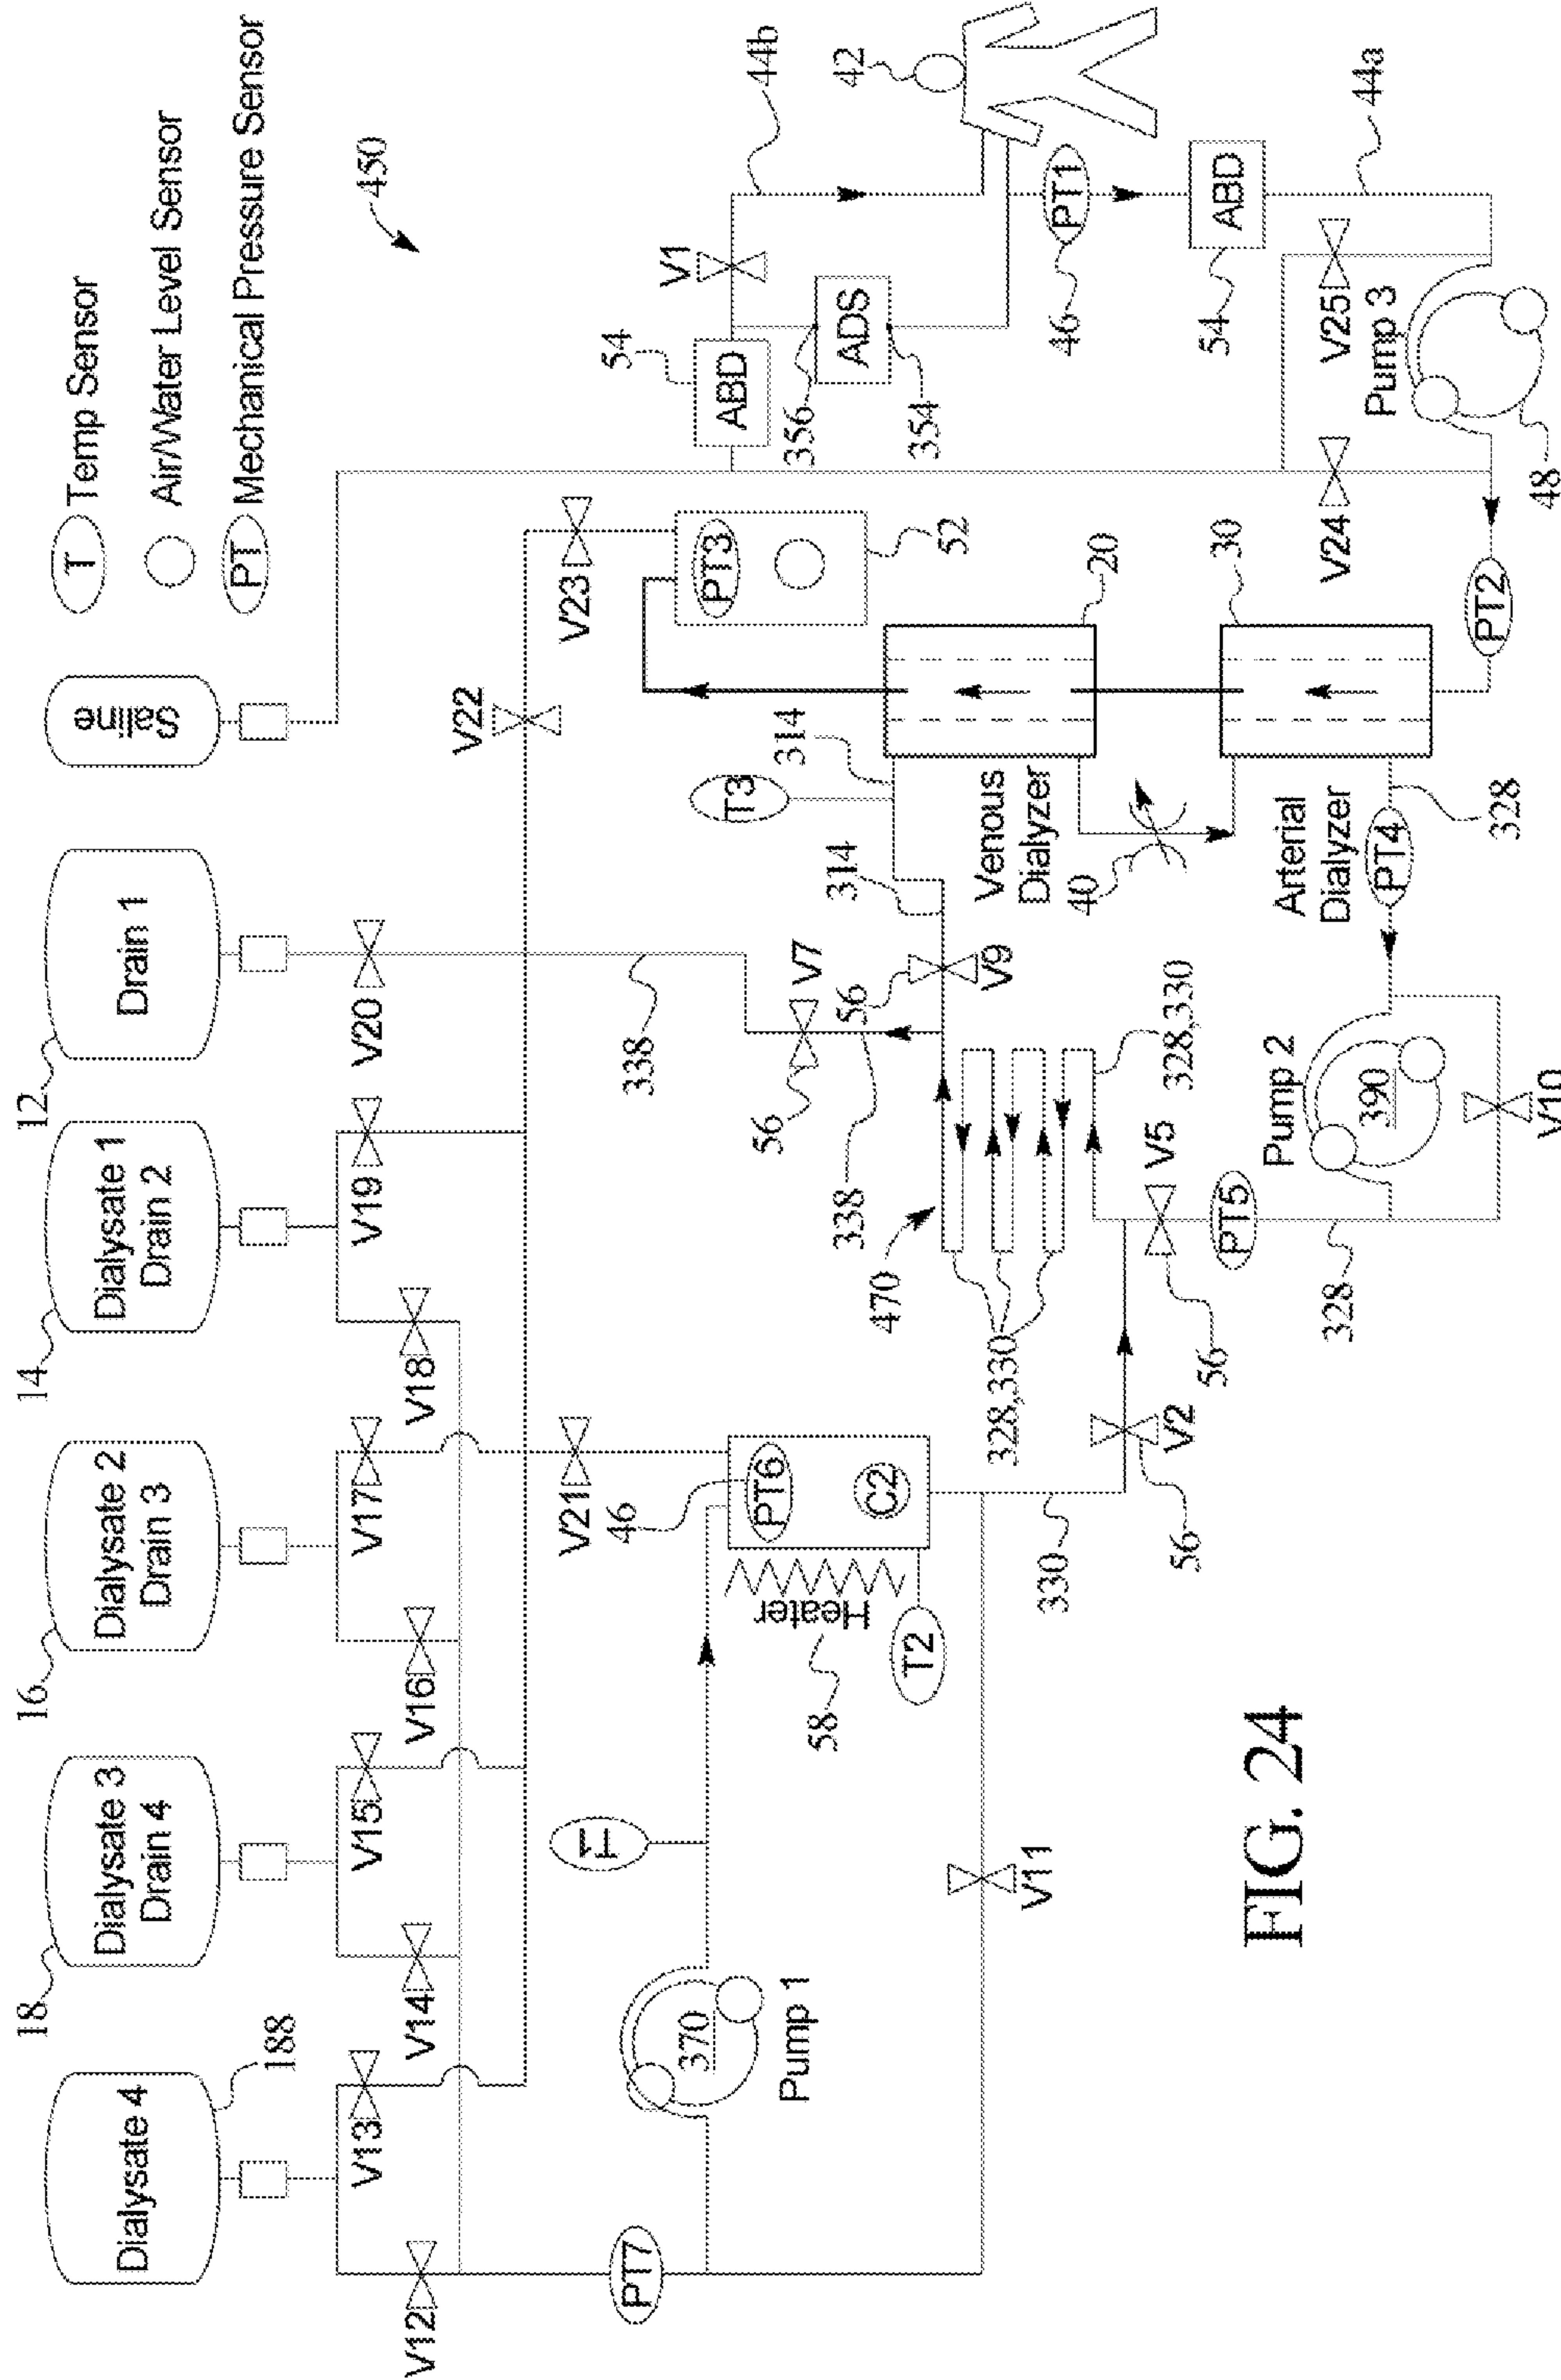 T Temp Sensor
Air/Water Level Sensor
PT Mechanical Pressure Sensor
450
Saline
Drain 1
12
Dialysate 1
Drain 2
14
Dialysate 2
Drain 3
16
Dialysate 3
Drain 4
18
Dialysate 4
188
V20
V19
V18
V17
V16
V15
V14
V13
V12
V23
V22
V21
PT3
52
54
ABD
V1
44b
42
356
ADS
354
46
PT1
54
ABD
44a
V25
Pump 3
48
V24
PT2
20
30
314
T3
314
Venous
Dialyzer
40
Arterial
Dialyzer
328
PT4
338
V7
56
338
56
V9
470
328,330
328,330
V5
56
PT5
328
Pump 2
390
V10
46
PT6
C2
Heater
58
T2
330
V2
56
T1
370
Pump 1
PT7
V11
FIG. 24